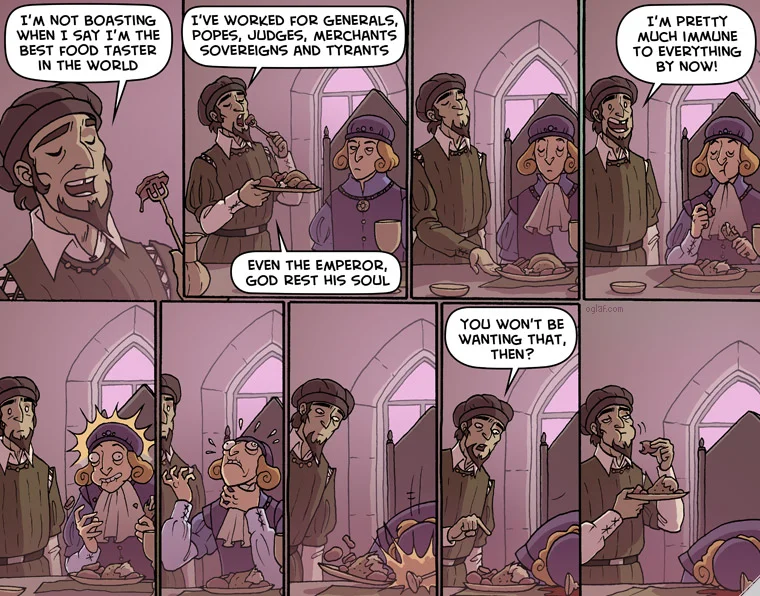 I'M NOT BOASTING
WHEN I SAY I'M THE
BEST FOOD TASTER
IN THE WORLD
I'VE WORKED FOR GENERALS,
POPES, JUDGES, MERCHANTS
SOVEREIGNS AND TYRANTS
EVEN THE EMPEROR,
GOD REST HIS SOUL
I'M PRETTY
MUCH IMMUNE
TO EVERYTHING
BY NOW!
YOU WON'T BE
WANTING THAT,
THEN?
oglaf.com